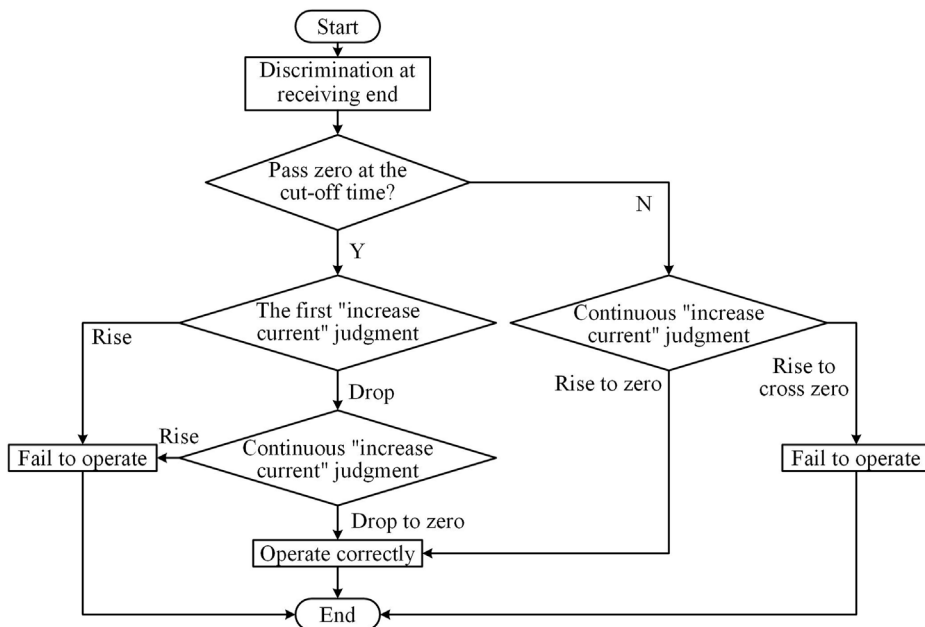 Start
Discrimination at
receiving end
Pass zero at the
cut-off time?
N
Y
The first "increase
current" judgment
Continuous "increase
current" judgment
Rise
Rise to
cross zero
Rise to zero
Drop
Rise
Continuous "increase
current" judgment
Fail to operate
Fail to operate
Drop to zero
Operate correctly
End